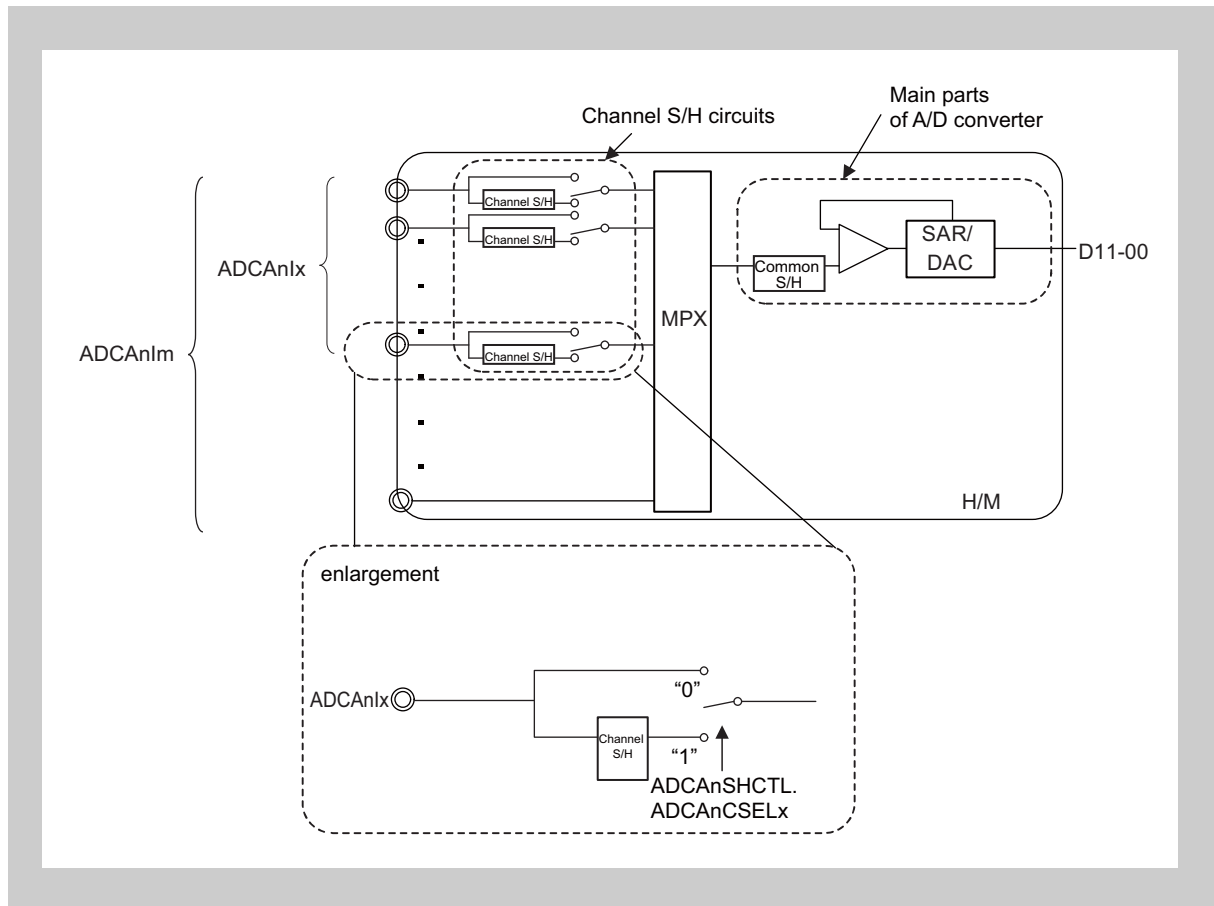 Channel S/H circuits
Main parts
of A/D converter
Channel S/H
Channel S/H
SAR/
DAC
D11-00
ADCAnIx
Common
S/H
MPX
ADCAnIm
Channel S/H
H/M
enlargement
ADCAnIx
“0”
Channel
S/H
“1”
ADCAnSHCTL.
ADCAnCSELx